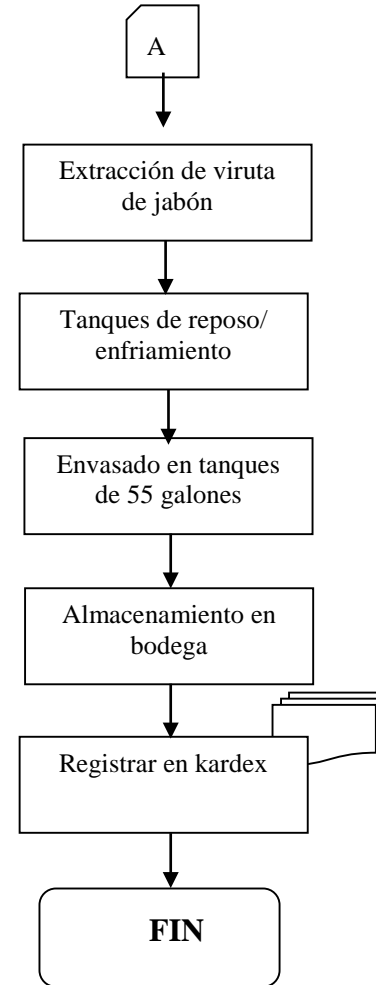 A
Extracción de viruta
de jabón
Tanques de reposo/
enfriamiento
Envasado en tanques
de 55 galones
Almacenamiento en
bodega
Registrar en kardex
FIN